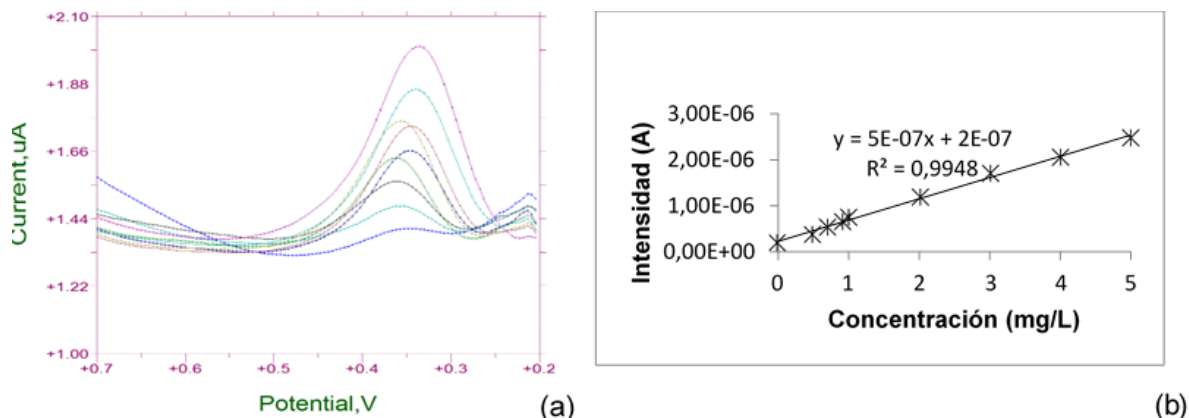 +2.10
+1.88
+1.66
+1.44
+1.22
+1.00
Current,uA
+0.7 +0.6 +0.5 +0.4 +0.3 +0.2
Potential,V
(a)
3,00E-06
2,00E-06
1,00E-06
0,00E+00
Intensidad (A)
y = 5E-07x + 2E-07
R² = 0,9948
0 1 2 3 4 5
Concentración (mg/L)
(b)